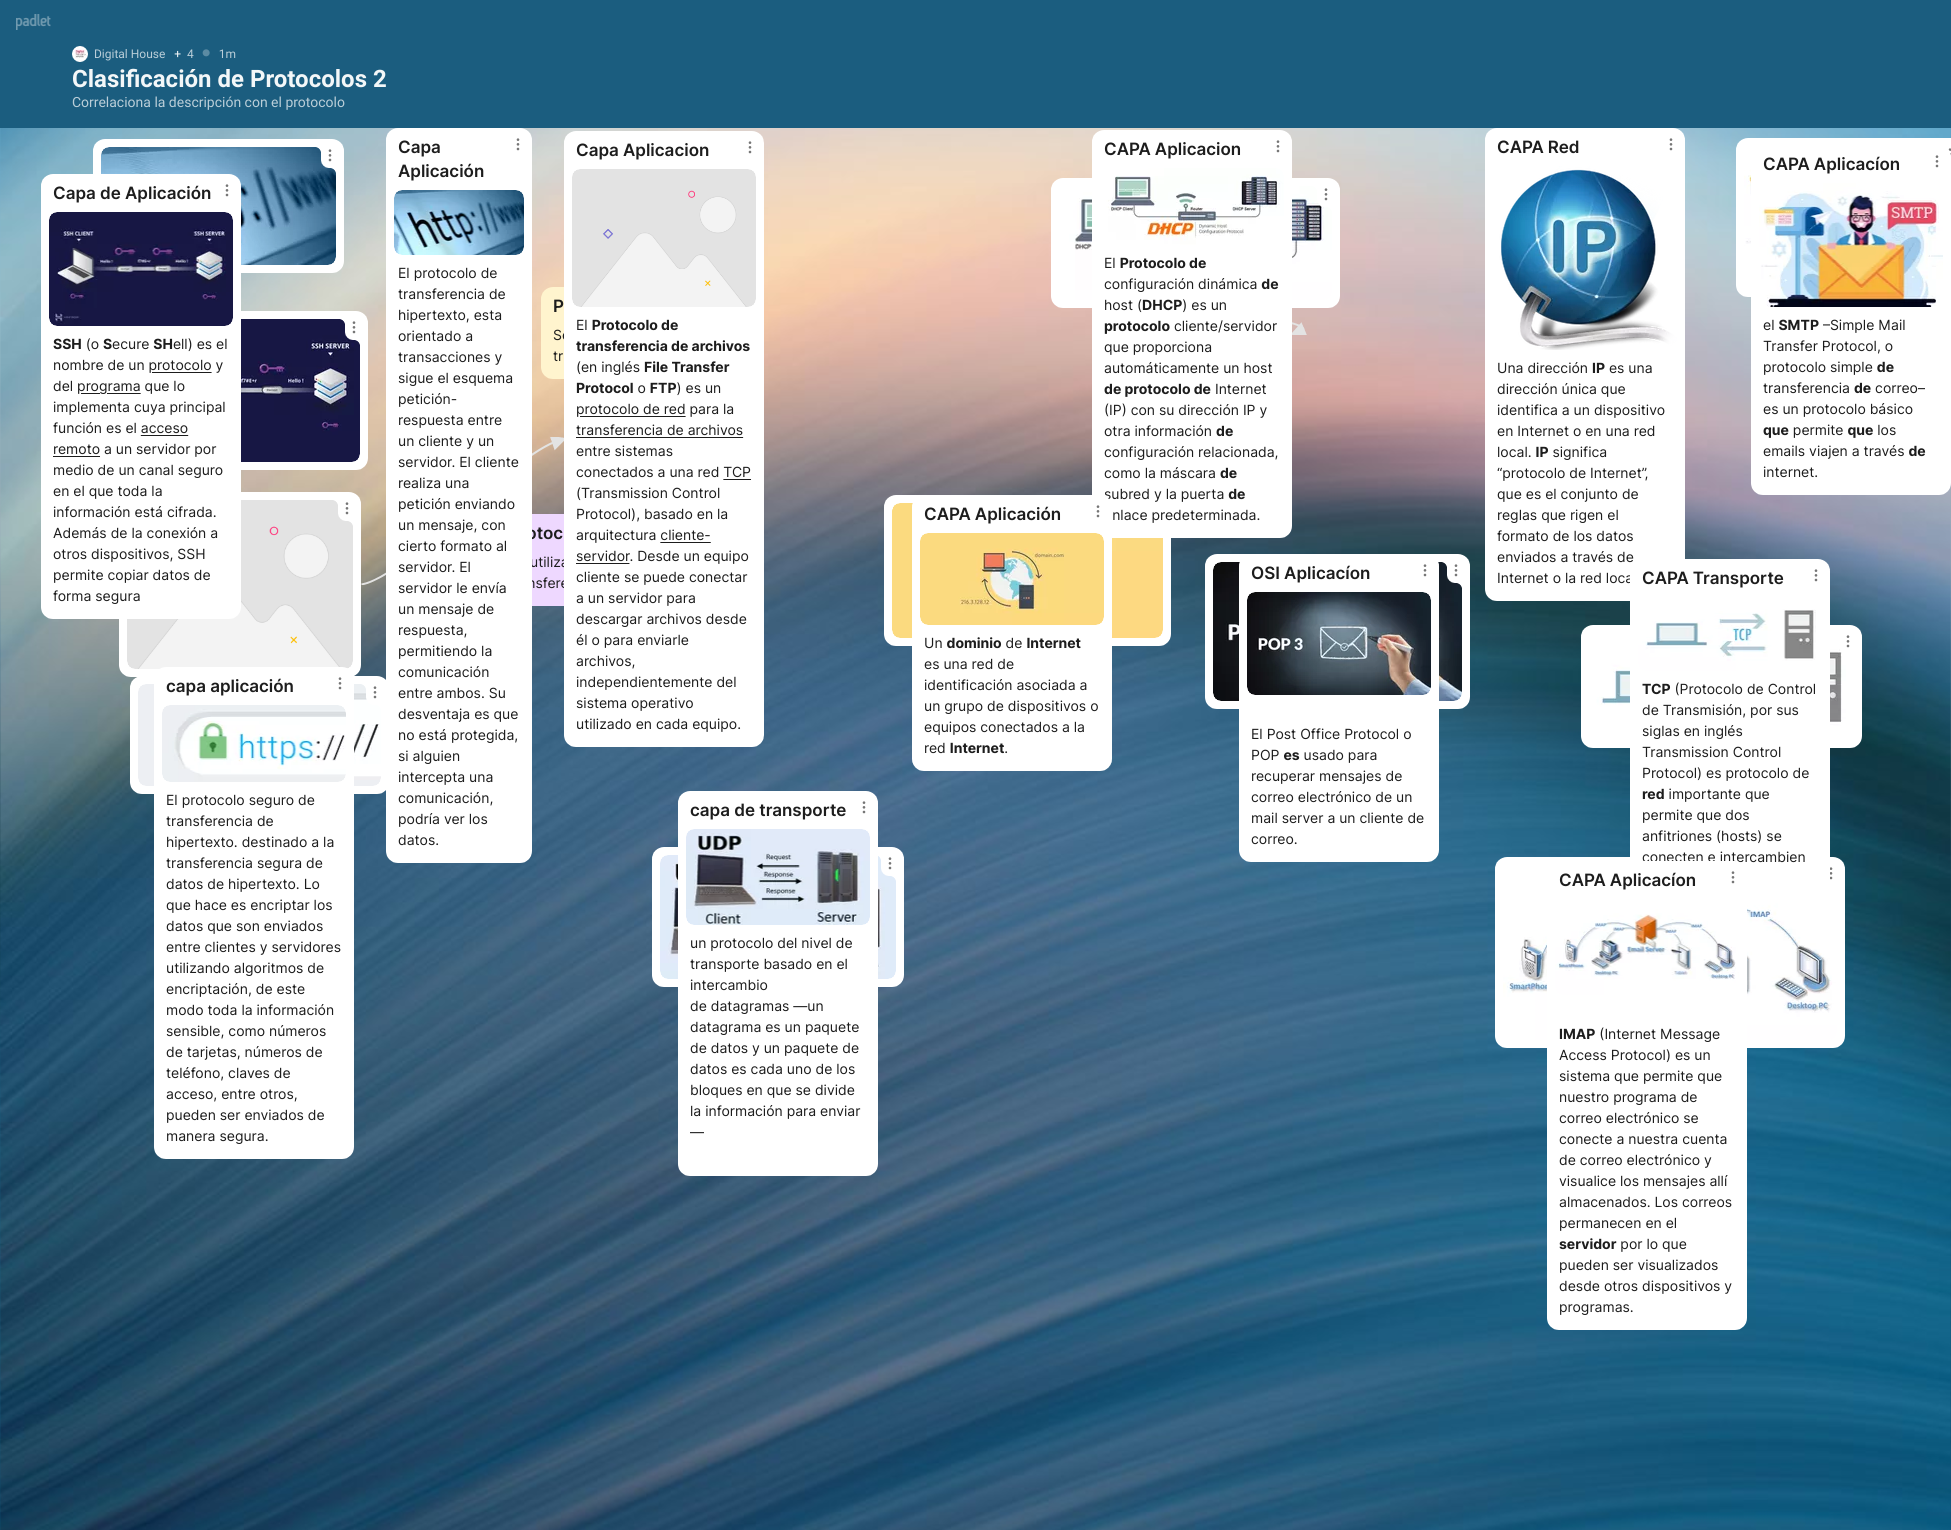 padlet
Digital House + 4 1m
Clasificación de Protocolos 2
Correlaciona la descripción con el protocolo
Capa de Aplicación
SSH CLIENT
SSH SERVER
Hello !
Hello !
SSH (o Secure SHell) es el
nombre de un protocolo y
del programa que lo
implementa cuya principal
función es el acceso
remoto a un servidor por
medio de un canal seguro
en el que toda la
información está cifrada.
Además de la conexión a
otros dispositivos, SSH
permite copiar datos de
forma segura
SSH SERVER
Hello !
capa aplicación
https://
//
El protocolo seguro de
transferencia de
hipertexto. destinado a la
transferencia segura de
datos de hipertexto. Lo
que hace es encriptar los
datos que son enviados
entre clientes y servidores
utilizando algoritmos de
encriptación, de este
modo toda la información
sensible, como números
de tarjetas, números de
teléfono, claves de
acceso, entre otros,
pueden ser enviados de
manera segura.
Capa
Aplicación
http://www
El protocolo de
transferencia de
hipertexto, esta
orientado a
transacciones y
sigue el esquema
petición-
respuesta entre
un cliente y un
servidor. El cliente
realiza una
petición enviando
un mensaje, con
cierto formato al
servidor. El
servidor le envía
un mensaje de
respuesta,
permitiendo la
comunicación
entre ambos. Su
desventaja es que
no está protegida,
si alguien
intercepta una
comunicación,
podría ver los
datos.
Capa Aplicacion
El Protocolo de
transferencia de archivos
(en inglés File Transfer
Protocol o FTP) es un
protocolo de red para la
transferencia de archivos
entre sistemas
conectados a una red TCP
(Transmission Control
Protocol), basado en la
arquitectura cliente-
servidor. Desde un equipo
cliente se puede conectar
a un servidor para
descargar archivos desde
él o para enviarle
archivos,
independientemente del
sistema operativo
utilizado en cada equipo.
capa de transporte
UDP
Request
Response
Response
Client
Server
un protocolo del nivel de
transporte basado en el
intercambio
de datagramas —un
datagrama es un paquete
de datos y un paquete de
datos es cada uno de los
bloques en que se divide
la información para enviar
—
CAPA Aplicación
domain.com
216.3.128.12
Un dominio de Internet
es una red de
identificación asociada a
un grupo de dispositivos o
equipos conectados a la
red Internet.
CAPA Aplicacion
DHCP Client
Router
DHCP Server
DHCP
Dynamic Host
Configuration Protocol
El Protocolo de
configuración dinámica de
host (DHCP) es un
protocolo cliente/servidor
que proporciona
automáticamente un host
de protocolo de Internet
(IP) con su dirección IP y
otra información de
configuración relacionada,
como la máscara de
subred y la puerta de
nlace predeterminada.
OSI Aplicacíon
POP 3
El Post Office Protocol o
POP es usado para
recuperar mensajes de
correo electrónico de un
mail server a un cliente de
correo.
CAPA Red
IP
Una dirección IP es una
dirección única que
identifica a un dispositivo
en Internet o en una red
local. IP significa
“protocolo de Internet”,
que es el conjunto de
reglas que rigen el
formato de los datos
enviados a través de
Internet o la red loca
CAPA Aplicacíon
SMTP
el SMTP –Simple Mail
Transfer Protocol, o
protocolo simple de
transferencia de correo–
es un protocolo básico
que permite que los
emails viajen a través de
internet.
CAPA Transporte
TCP
TCP (Protocolo de Control
de Transmisión, por sus
siglas en inglés
Transmission Control
Protocol) es protocolo de
red importante que
permite que dos
anfitriones (hosts) se
conecten e intercambien
CAPA Aplicacíon
IMAP
Email Server
SmartPhone
Desktop PC
Desktop PC
SmartPhon
Desktop PC
IMAP (Internet Message
Access Protocol) es un
sistema que permite que
nuestro programa de
correo electrónico se
conecte a nuestra cuenta
de correo electrónico y
visualice los mensajes allí
almacenados. Los correos
permanecen en el
servidor por lo que
pueden ser visualizados
desde otros dispositivos y
programas.